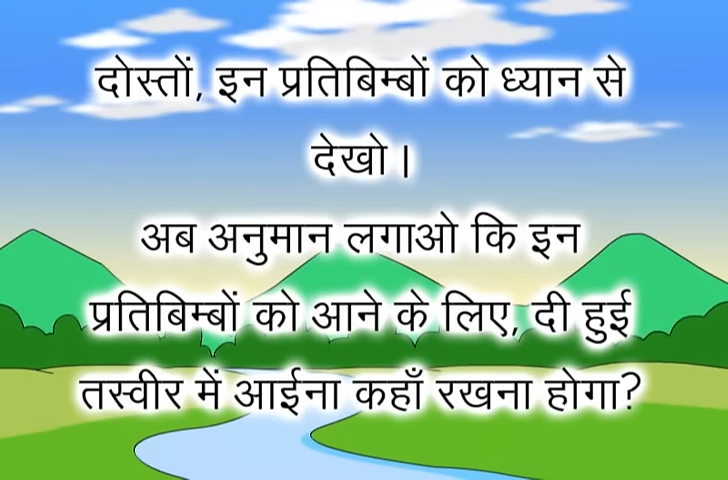 दोस्तों, इन प्रतिबिम्बों को ध्यान से
देखो।
अब अनुमान लगाओ कि इन
प्रतिबिम्बों को आने के लिए, दी हुई
तस्वीर में आईना कहाँ रखना होगा?